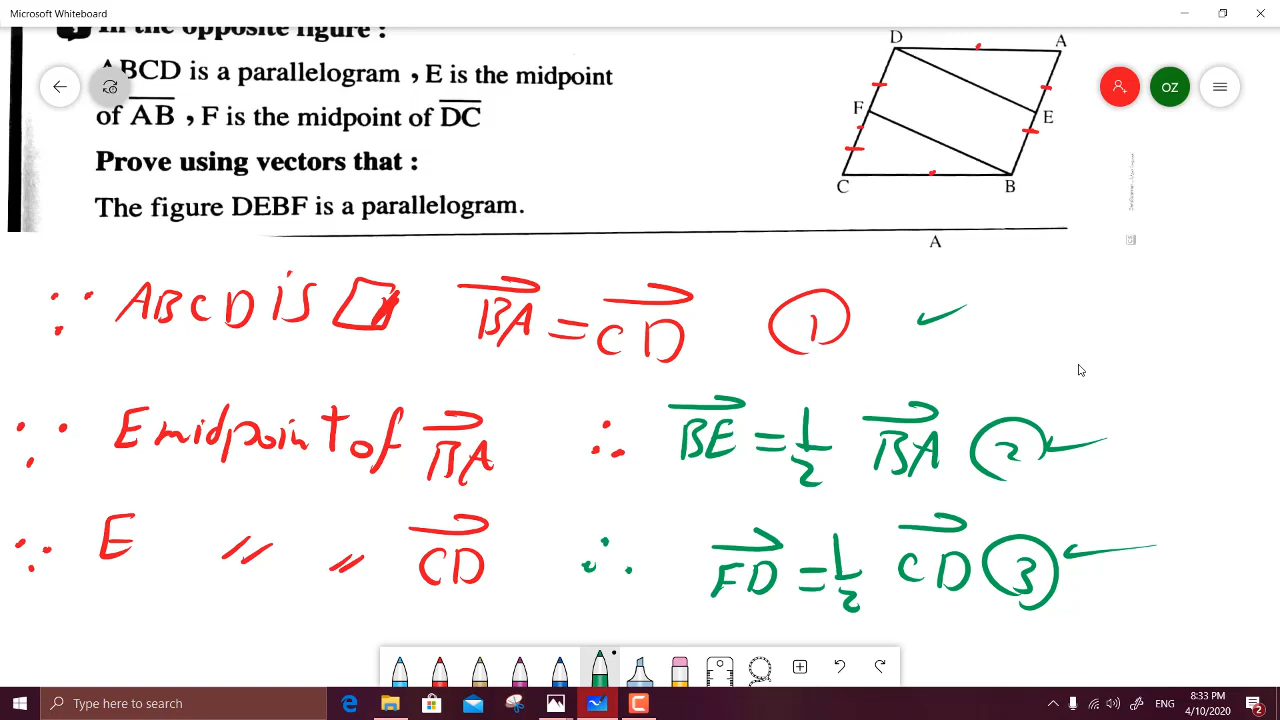 Microsoft Whiteboard
In the opposite figure :
ABCD is a parallelogram , E is the midpoint
of AB , F is the midpoint of DC
Prove using vectors that :
The figure DEBF is a parallelogram.
D A
F E
C B
A
OZ
∵ ABCD is ▱ BA = CD ①
∵ E midpoint of BA ∴ BE = 1/2 BA ②
∵ E 〃 〃 CD ∴ FD = 1/2 CD ③
Type here to search
ENG
8:33 PM
4/10/2020
2